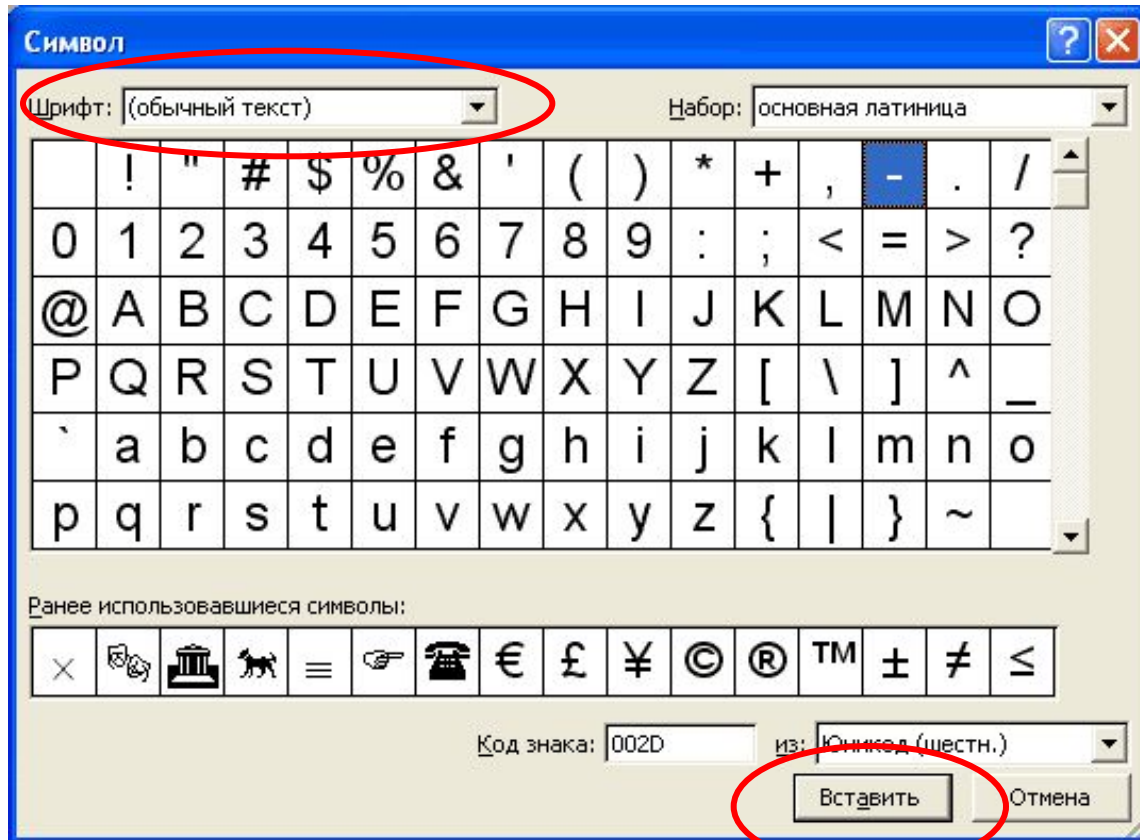 Символ
Шрифт: (обычный текст) Набор: основная латиница
! " # $ % & ' ( ) * + , - . /
0 1 2 3 4 5 6 7 8 9 : ; < = > ?
@ A B C D E F G H I J K L M N O
P Q R S T U V W X Y Z [ \ ] ^ _
` a b c d e f g h i j k l m n o
p q r s t u v w x y z { | } ~
Ранее использовавшиеся символы:
× ≡ ☞ ☎ € £ ¥ © ® ™ ± ≠ ≤
Код знака: 002D из: Юникод (шестн.)
Вставить Отмена